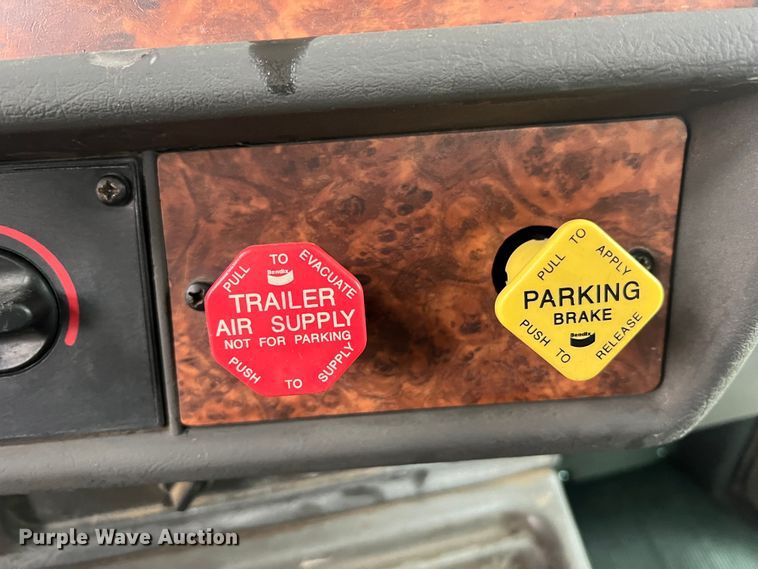 PULL TO EVACUATE
Bendix
TRAILER
AIR SUPPLY
NOT FOR PARKING
PUSH TO SUPPLY
PULL TO APPLY
PARKING
BRAKE
Bendix
PUSH TO RELEASE
Purple Wave Auction